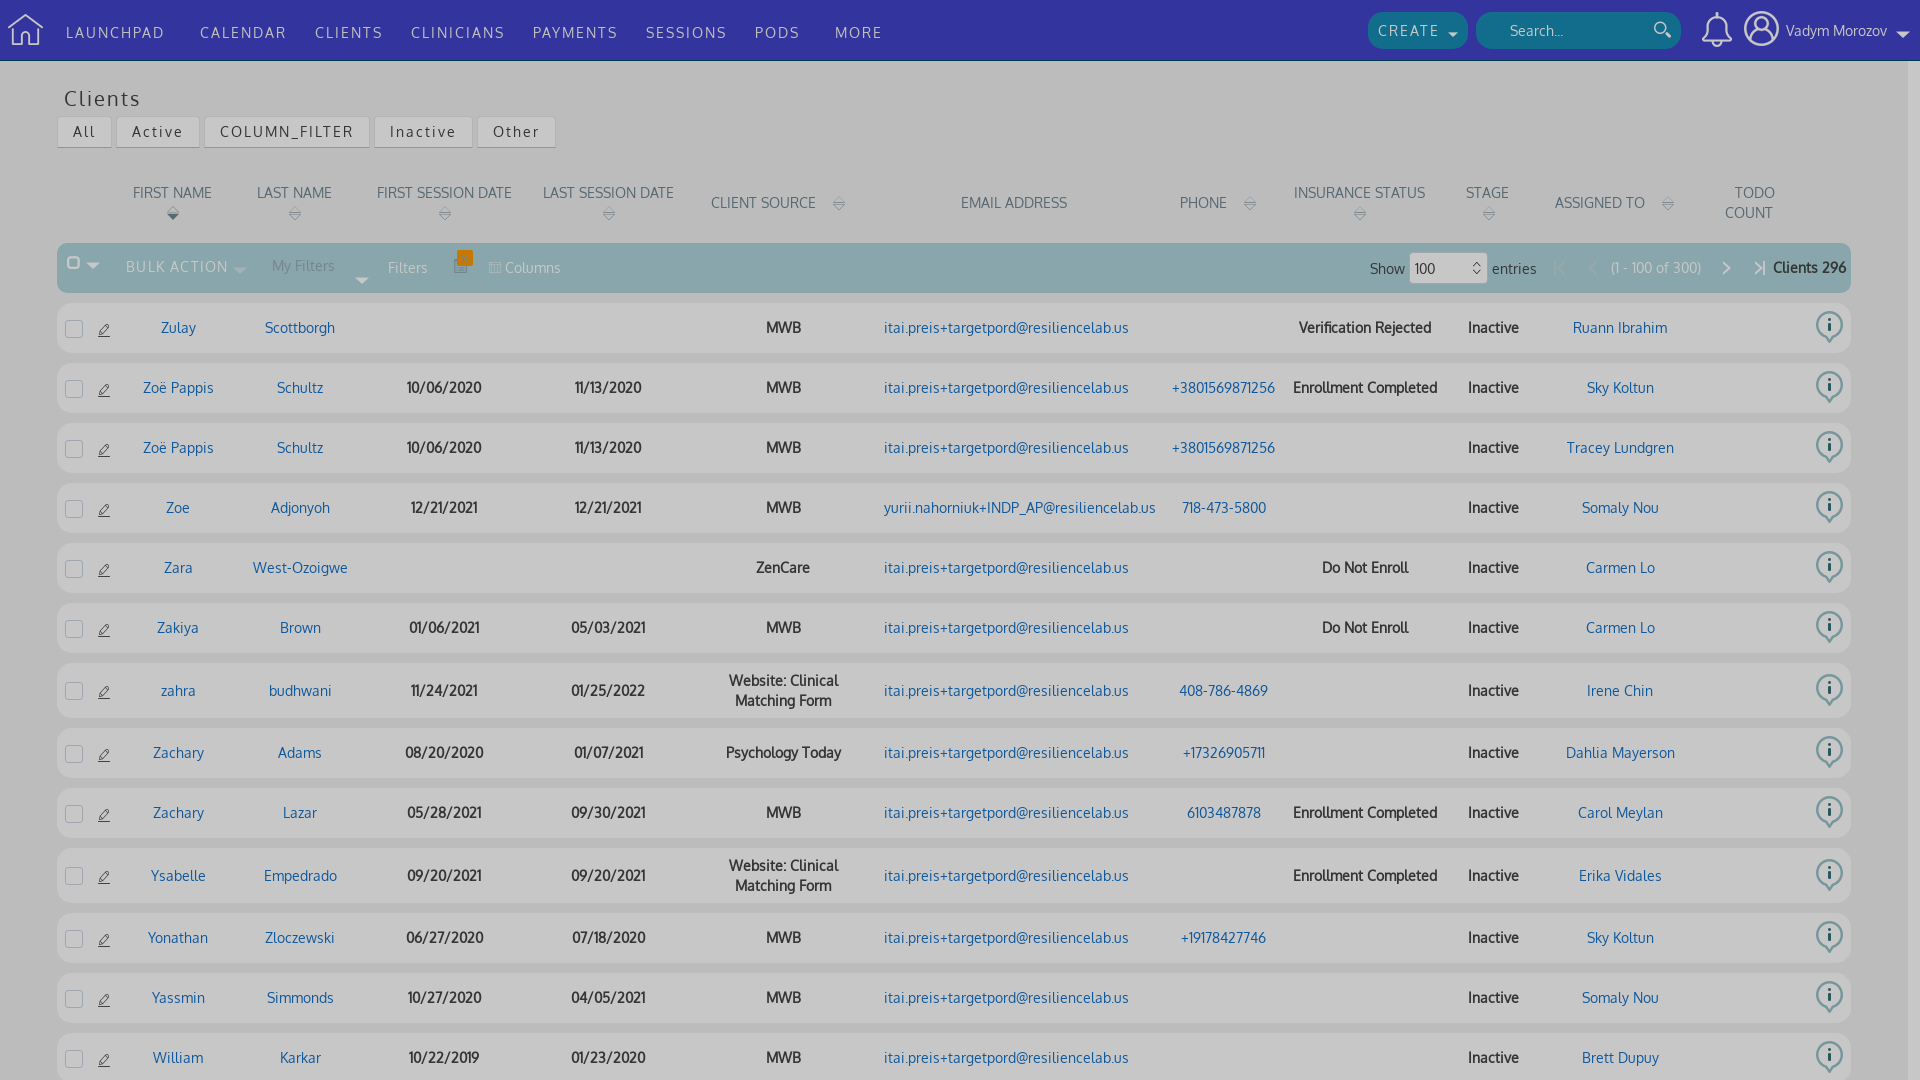 LAUNCHPAD CALENDAR CLIENTS CLINICIANS PAYMENTS SESSIONS PODS MORE CREATE Search... Vadym Morozov
Clients
All Active COLUMN_FILTER Inactive Other
FIRST NAME LAST NAME FIRST SESSION DATE LAST SESSION DATE CLIENT SOURCE EMAIL ADDRESS PHONE INSURANCE STATUS STAGE ASSIGNED TO TODO
COUNT
BULK ACTION My Filters Filters Columns Show 100 entries (1 - 100 of 300) Clients 296
Zulay Scottborgh MWB itai.preis+targetpord@resiliencelab.us Verification Rejected Inactive Ruann Ibrahim
Zoë Pappis Schultz 10/06/2020 11/13/2020 MWB itai.preis+targetpord@resiliencelab.us +3801569871256 Enrollment Completed Inactive Sky Koltun
Zoë Pappis Schultz 10/06/2020 11/13/2020 MWB itai.preis+targetpord@resiliencelab.us +3801569871256 Inactive Tracey Lundgren
Zoe Adjonyoh 12/21/2021 12/21/2021 MWB yurii.nahorniuk+INDP_AP@resiliencelab.us 718-473-5800 Inactive Somaly Nou
Zara West-Ozoigwe ZenCare itai.preis+targetpord@resiliencelab.us Do Not Enroll Inactive Carmen Lo
Zakiya Brown 01/06/2021 05/03/2021 MWB itai.preis+targetpord@resiliencelab.us Do Not Enroll Inactive Carmen Lo
zahra budhwani 11/24/2021 01/25/2022 Website: Clinical
Matching Form itai.preis+targetpord@resiliencelab.us 408-786-4869 Inactive Irene Chin
Zachary Adams 08/20/2020 01/07/2021 Psychology Today itai.preis+targetpord@resiliencelab.us +17326905711 Inactive Dahlia Mayerson
Zachary Lazar 05/28/2021 09/30/2021 MWB itai.preis+targetpord@resiliencelab.us 6103487878 Enrollment Completed Inactive Carol Meylan
Ysabelle Empedrado 09/20/2021 09/20/2021 Website: Clinical
Matching Form itai.preis+targetpord@resiliencelab.us Enrollment Completed Inactive Erika Vidales
Yonathan Zloczewski 06/27/2020 07/18/2020 MWB itai.preis+targetpord@resiliencelab.us +19178427746 Inactive Sky Koltun
Yassmin Simmonds 10/27/2020 04/05/2021 MWB itai.preis+targetpord@resiliencelab.us Inactive Somaly Nou
William Karkar 10/22/2019 01/23/2020 MWB itai.preis+targetpord@resiliencelab.us Inactive Brett Dupuy